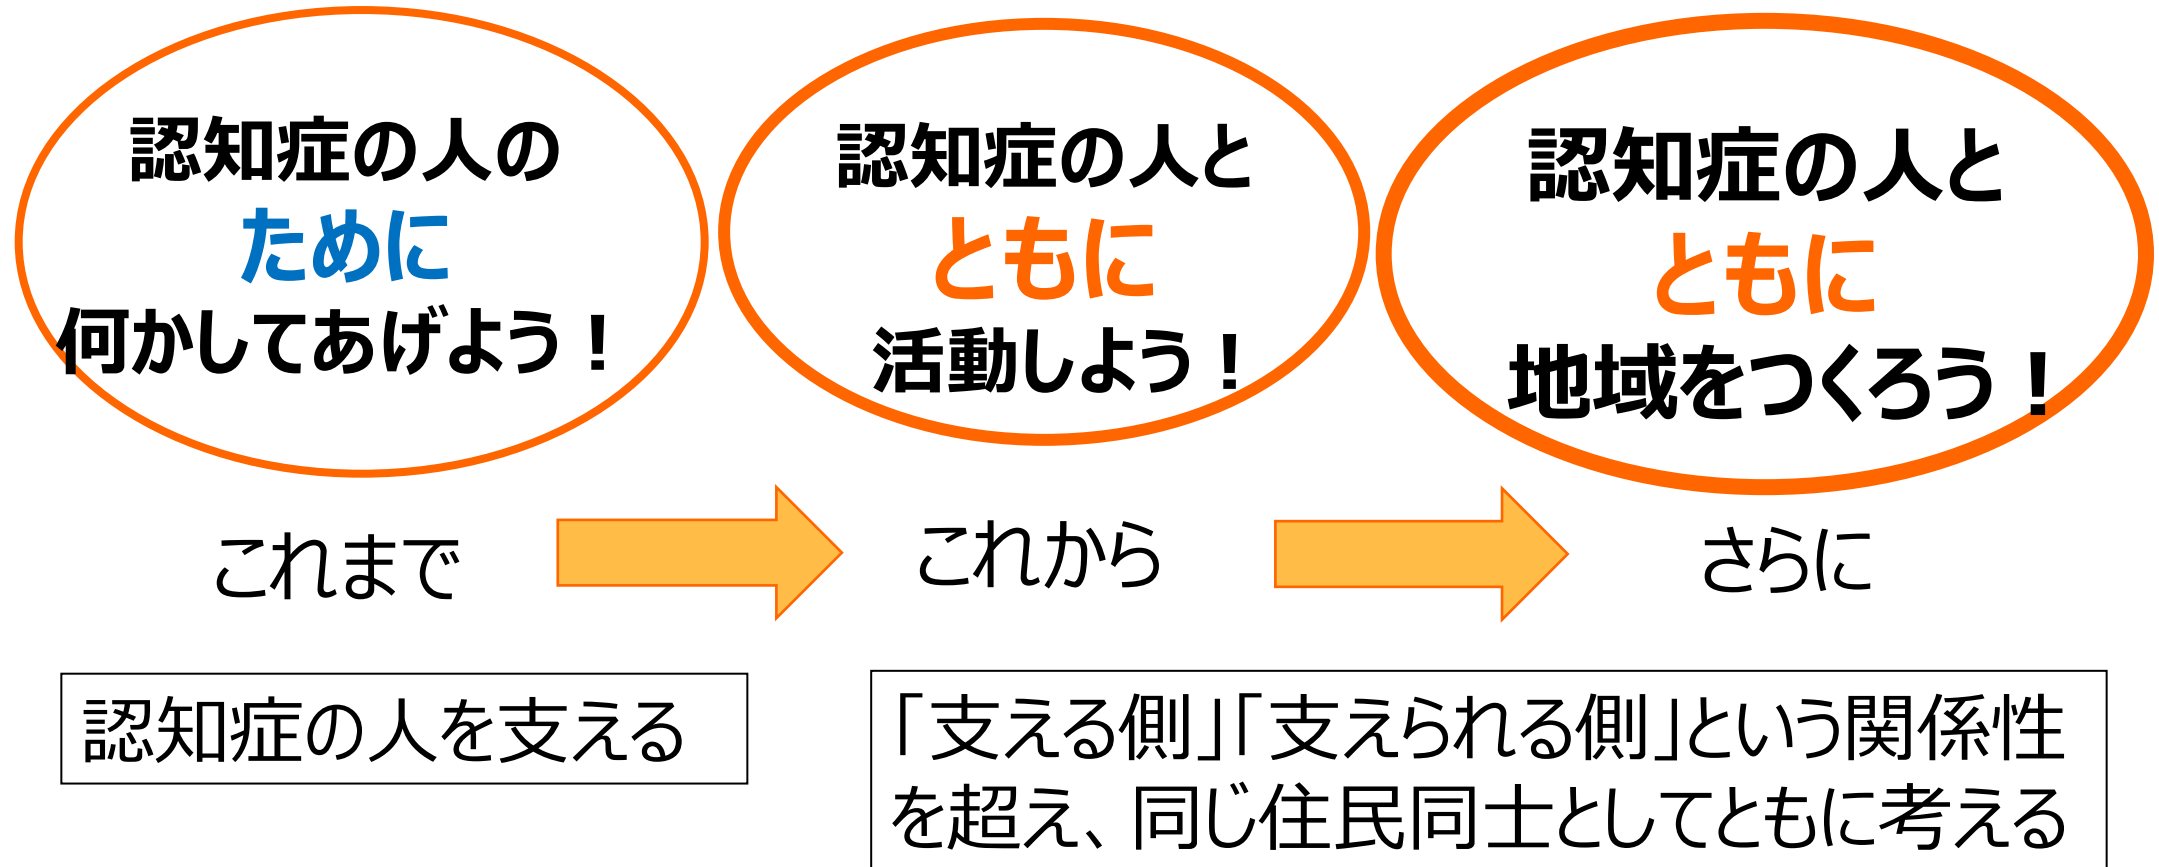 認知症の人の
ために
何かしてあげよう！
認知症の人と
ともに
活動しよう！
認知症の人と
ともに
地域をつくろう！
これまで
これから
さらに
認知症の人を支える
「支える側」「支えられる側」という関係性
を超え、同じ住民同士としてともに考える